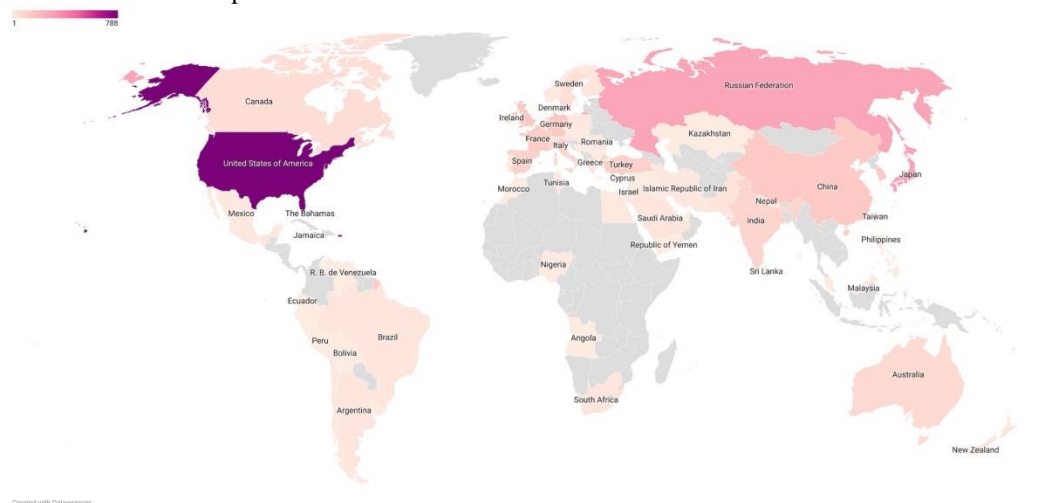 1 788
Canada
United States of America
Mexico
The Bahamas
Jamaica
R. B. de Venezuela
Ecuador
Peru
Brazil
Bolivia
Argentina
Sweden
Denmark
Ireland
Germany
France
Italy
Romania
Spain
Greece
Turkey
Cyprus
Morocco
Tunisia
Israel
Islamic Republic of Iran
Saudi Arabia
Republic of Yemen
Nigeria
Angola
South Africa
Russian Federation
Kazakhstan
Nepal
China
Japan
India
Taiwan
Philippines
Sri Lanka
Malaysia
Australia
New Zealand